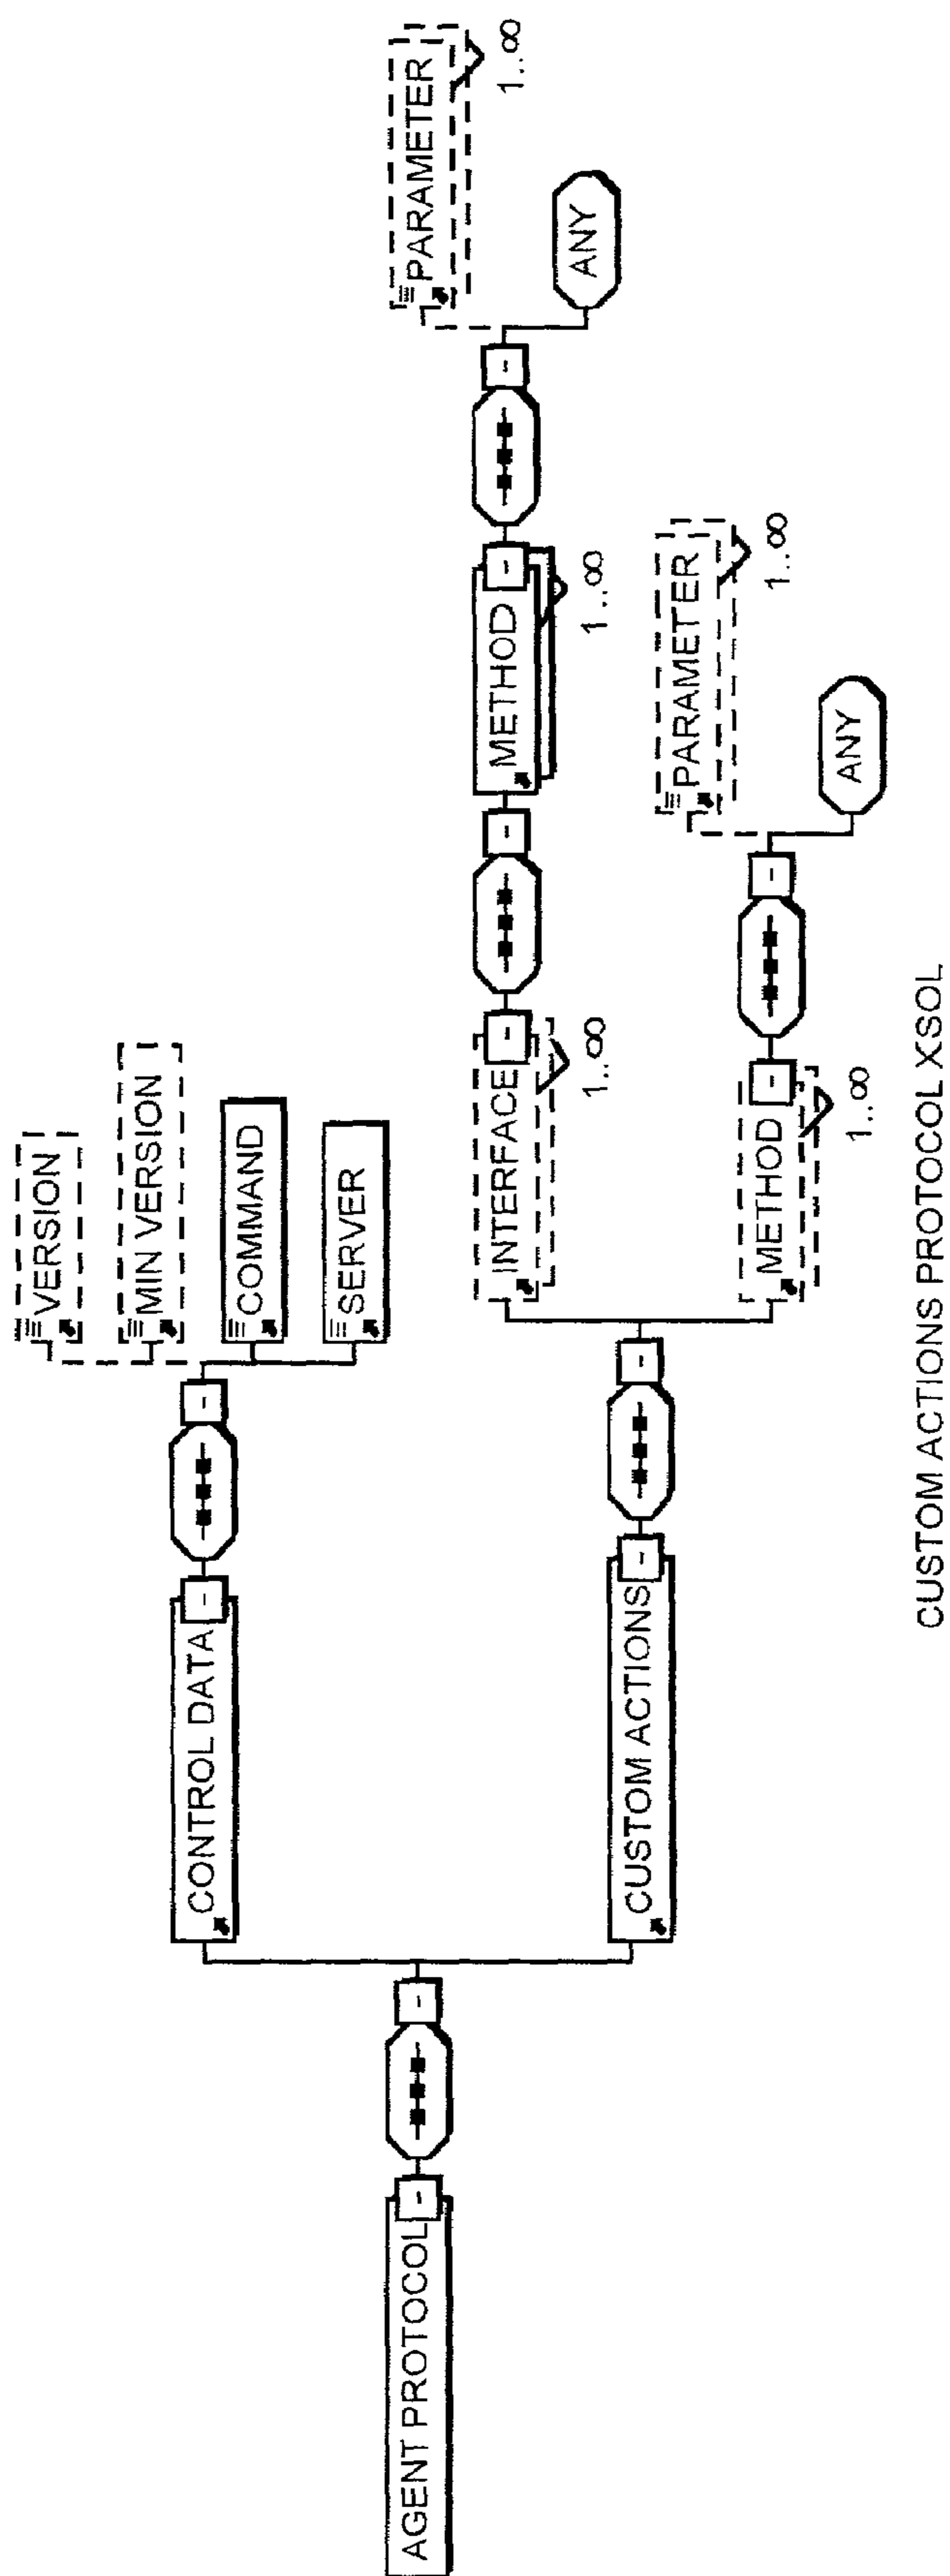 AGENT PROTOCOL
CONTROL DATA
VERSION
MIN VERSION
COMMAND
SERVER
CUSTOM ACTIONS
INTERFACE
1..∞
METHOD
1..∞
PARAMETER
1..∞
ANY
METHOD
1..∞
PARAMETER
1..∞
ANY
CUSTOM ACTIONS PROTOCOL XSOL